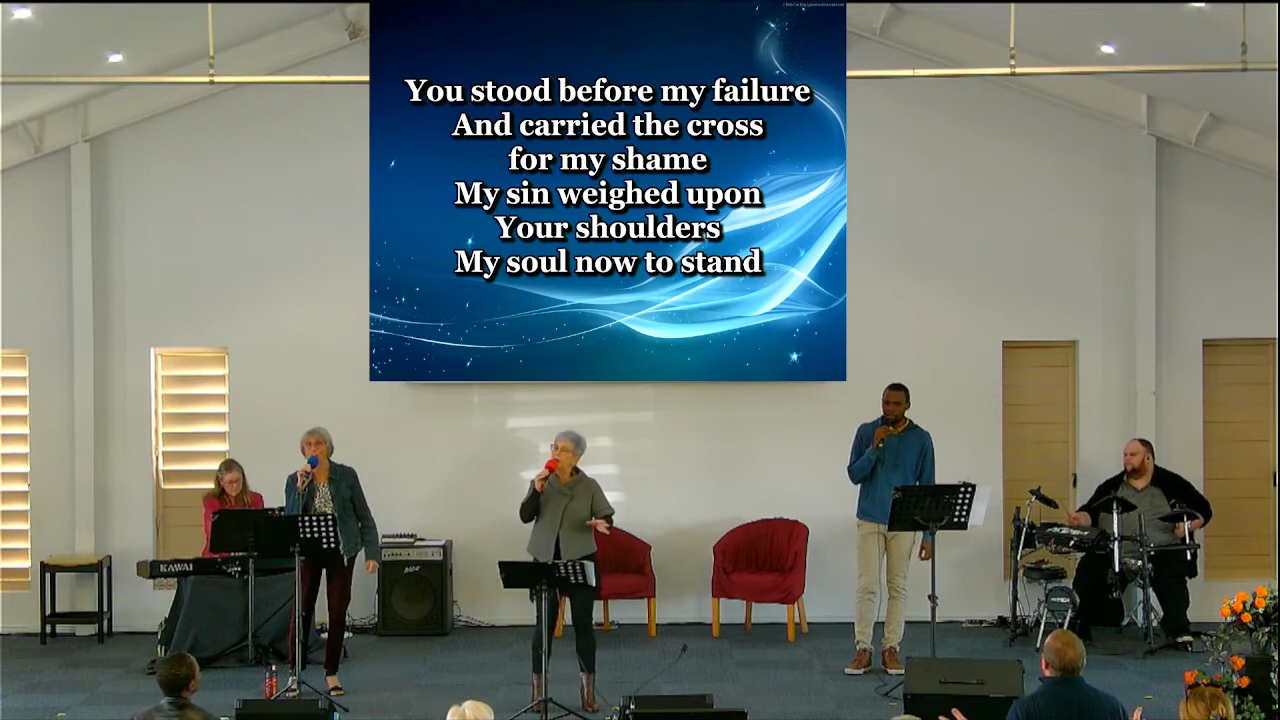 You stood before my failure
And carried the cross
for my shame
My sin weighed upon
Your shoulders
My soul now to stand
KAWAI